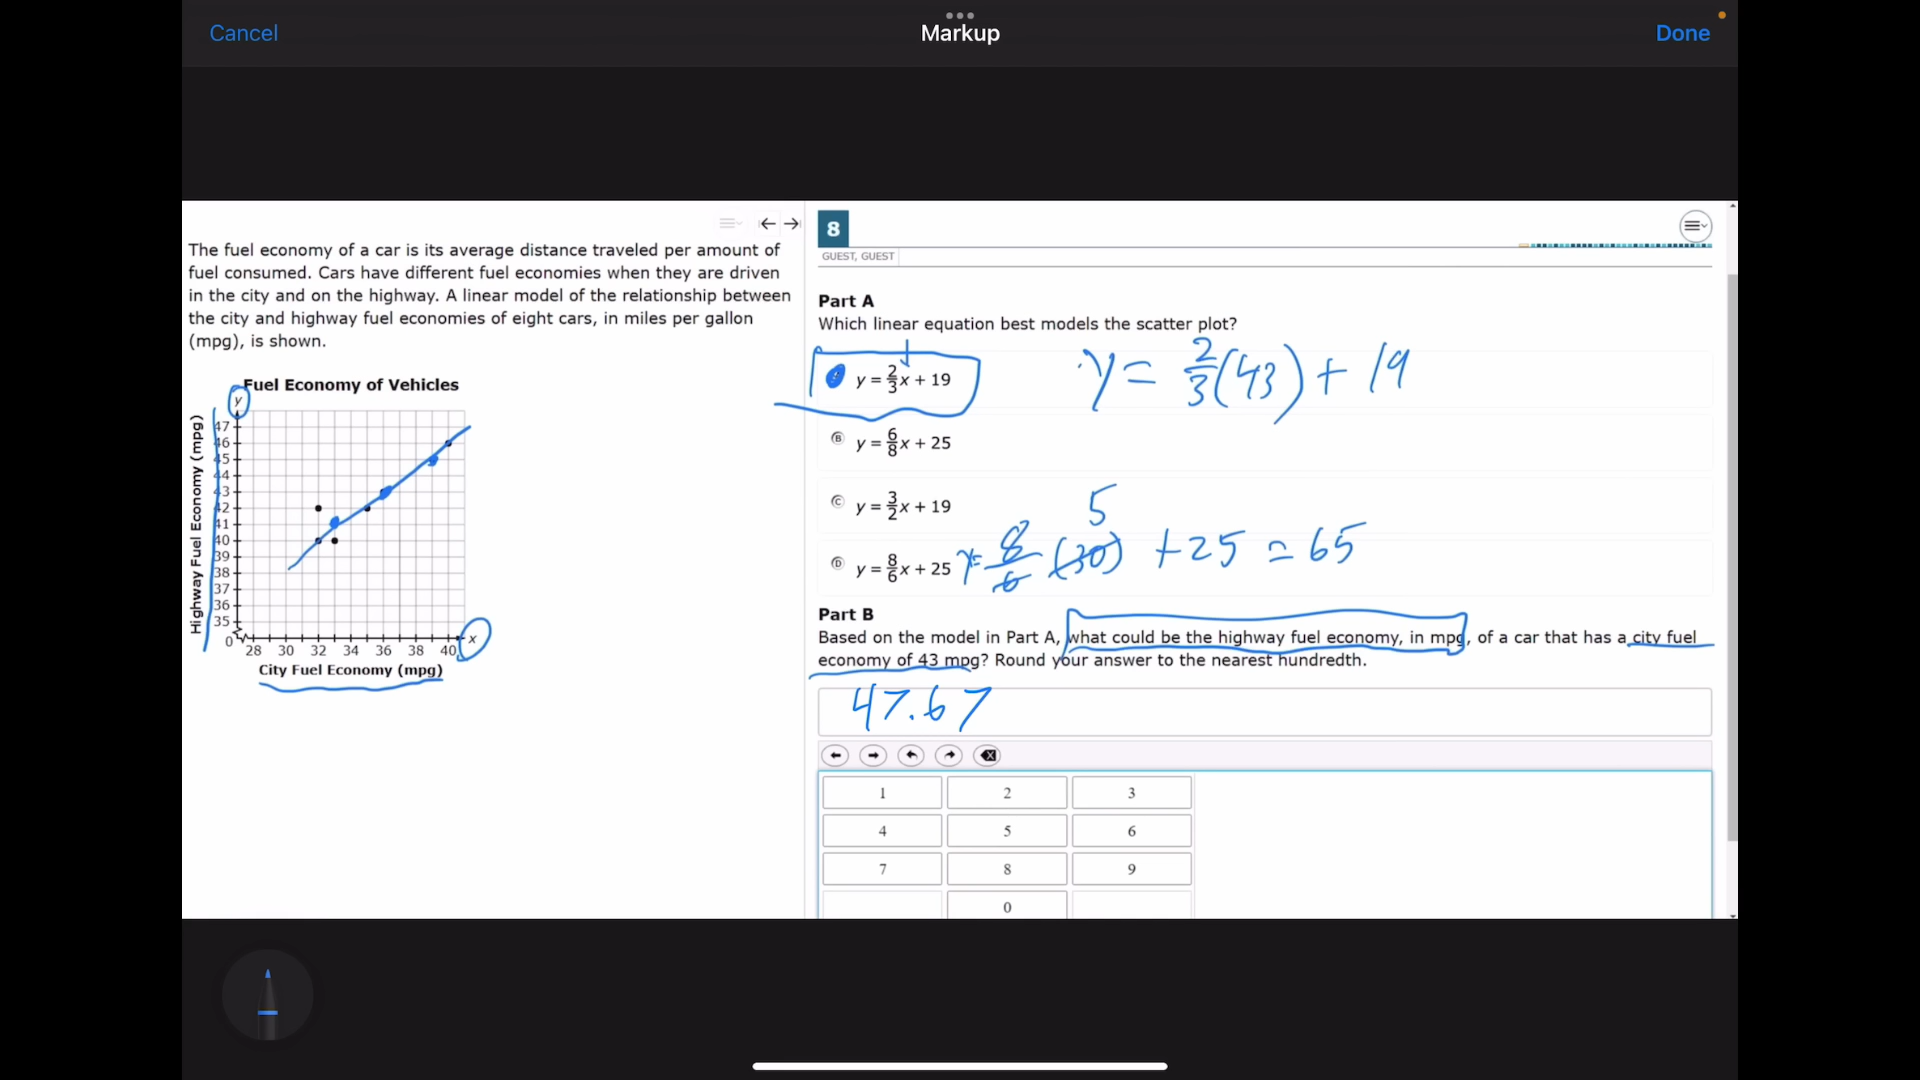 Cancel
Markup
Done
The fuel economy of a car is its average distance traveled per amount of
fuel consumed. Cars have different fuel economies when they are driven
in the city and on the highway. A linear model of the relationship between
the city and highway fuel economies of eight cars, in miles per gallon
(mpg), is shown.
Fuel Economy of Vehicles
y
Highway Fuel Economy (mpg)
47
46
45
44
43
42
41
40
39
38
37
36
35
0
28 30 32 34 36 38 40
x
City Fuel Economy (mpg)
8
GUEST, GUEST
Part A
Which linear equation best models the scatter plot?
y = 2/3 x + 19
y = 2/3 (43) + 19
B y = 6/8 x + 25
C y = 3/2 x + 19
5
D y = 8/6 x + 25
y = 8/6 (30) + 25 = 65
Part B
Based on the model in Part A, what could be the highway fuel economy, in mpg, of a car that has a city fuel
economy of 43 mpg? Round your answer to the nearest hundredth.
47.67
1 2 3
4 5 6
7 8 9
0